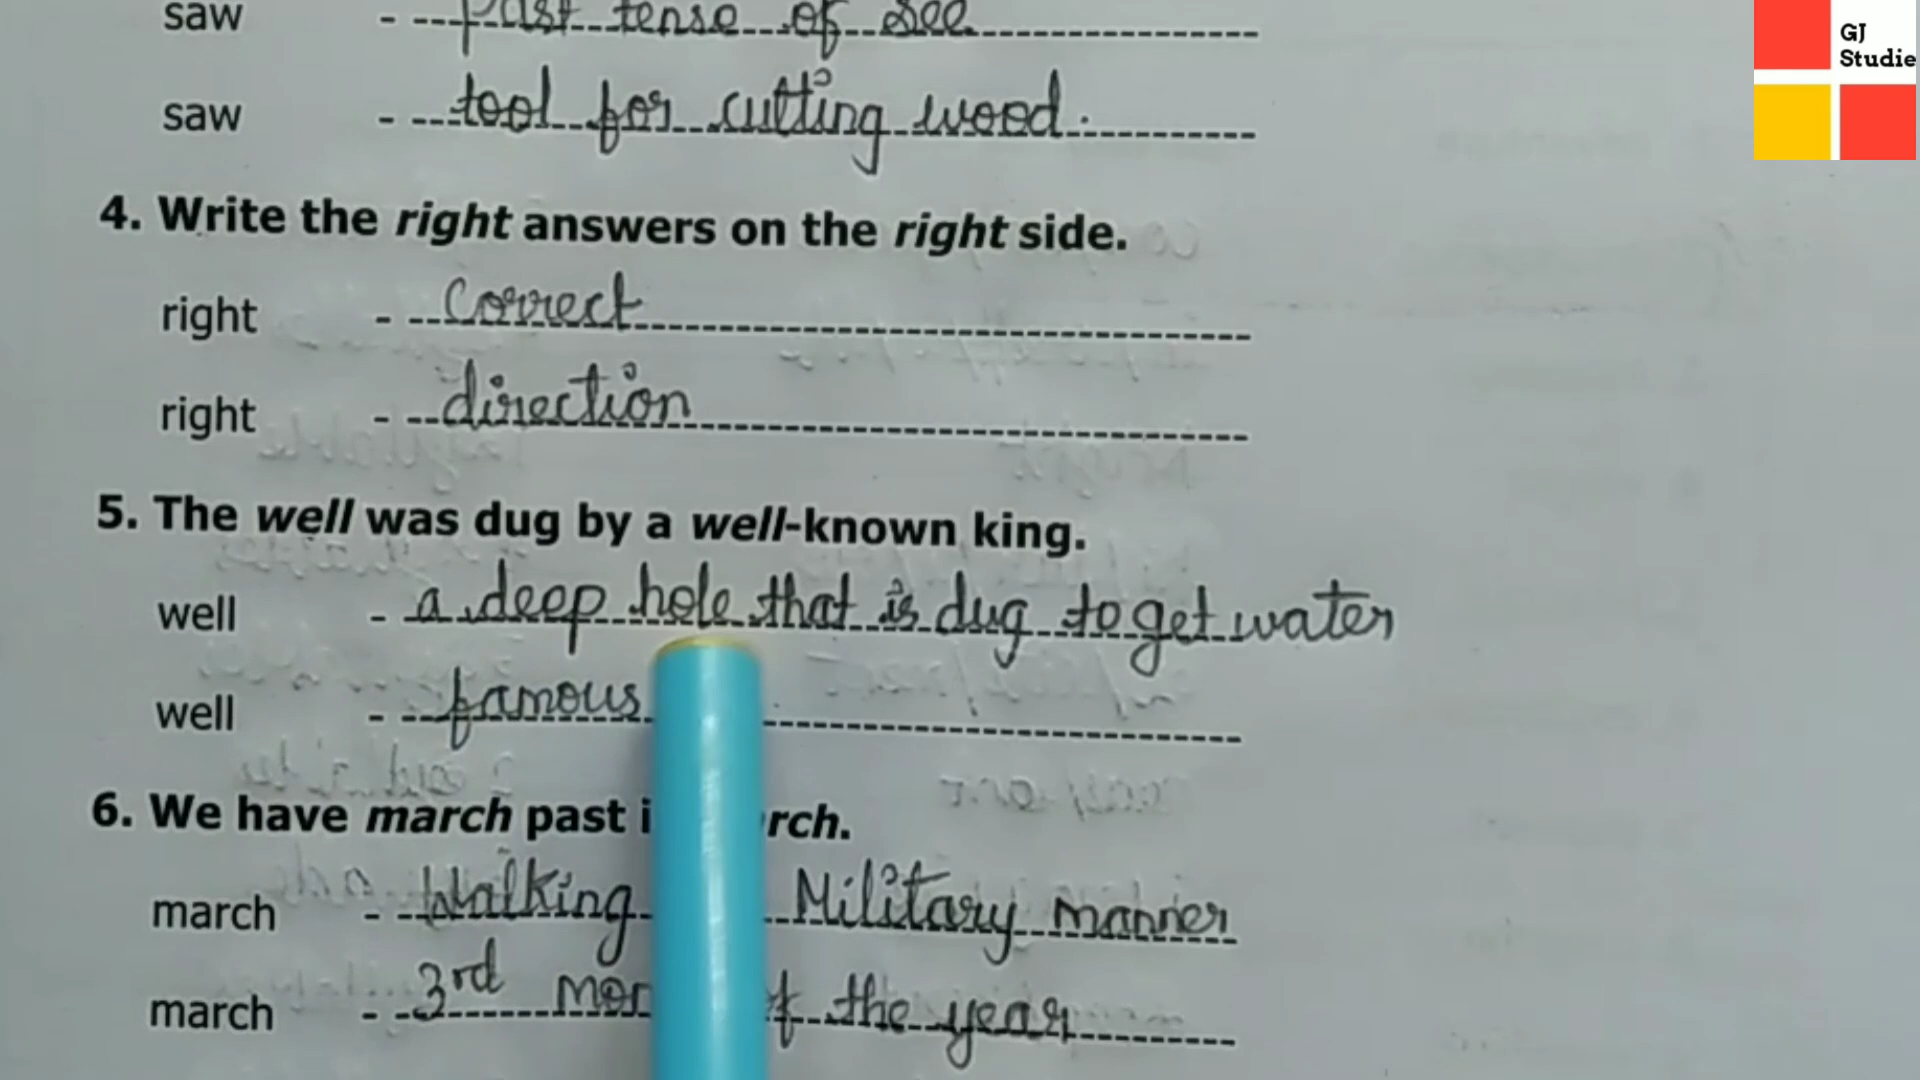 saw - past tense of see
saw - tool for cutting wood.
4. Write the right answers on the right side.
right - correct
right - direction
5. The well was dug by a well-known king.
well - a deep hole that is dug to get water
well - famous
6. We have march past
march - Walking Military manner
march - 3rd the year
GJ
Studie